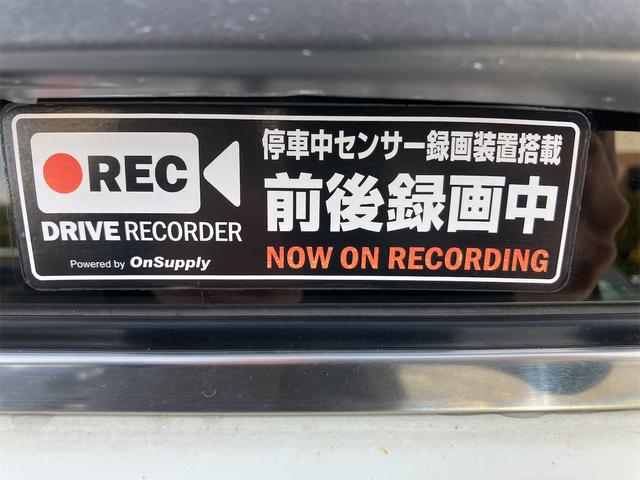 REC
DRIVE RECORDER
Powered by OnSupply
停車中センサー録画装置搭載
前後録画中
NOW ON RECORDING